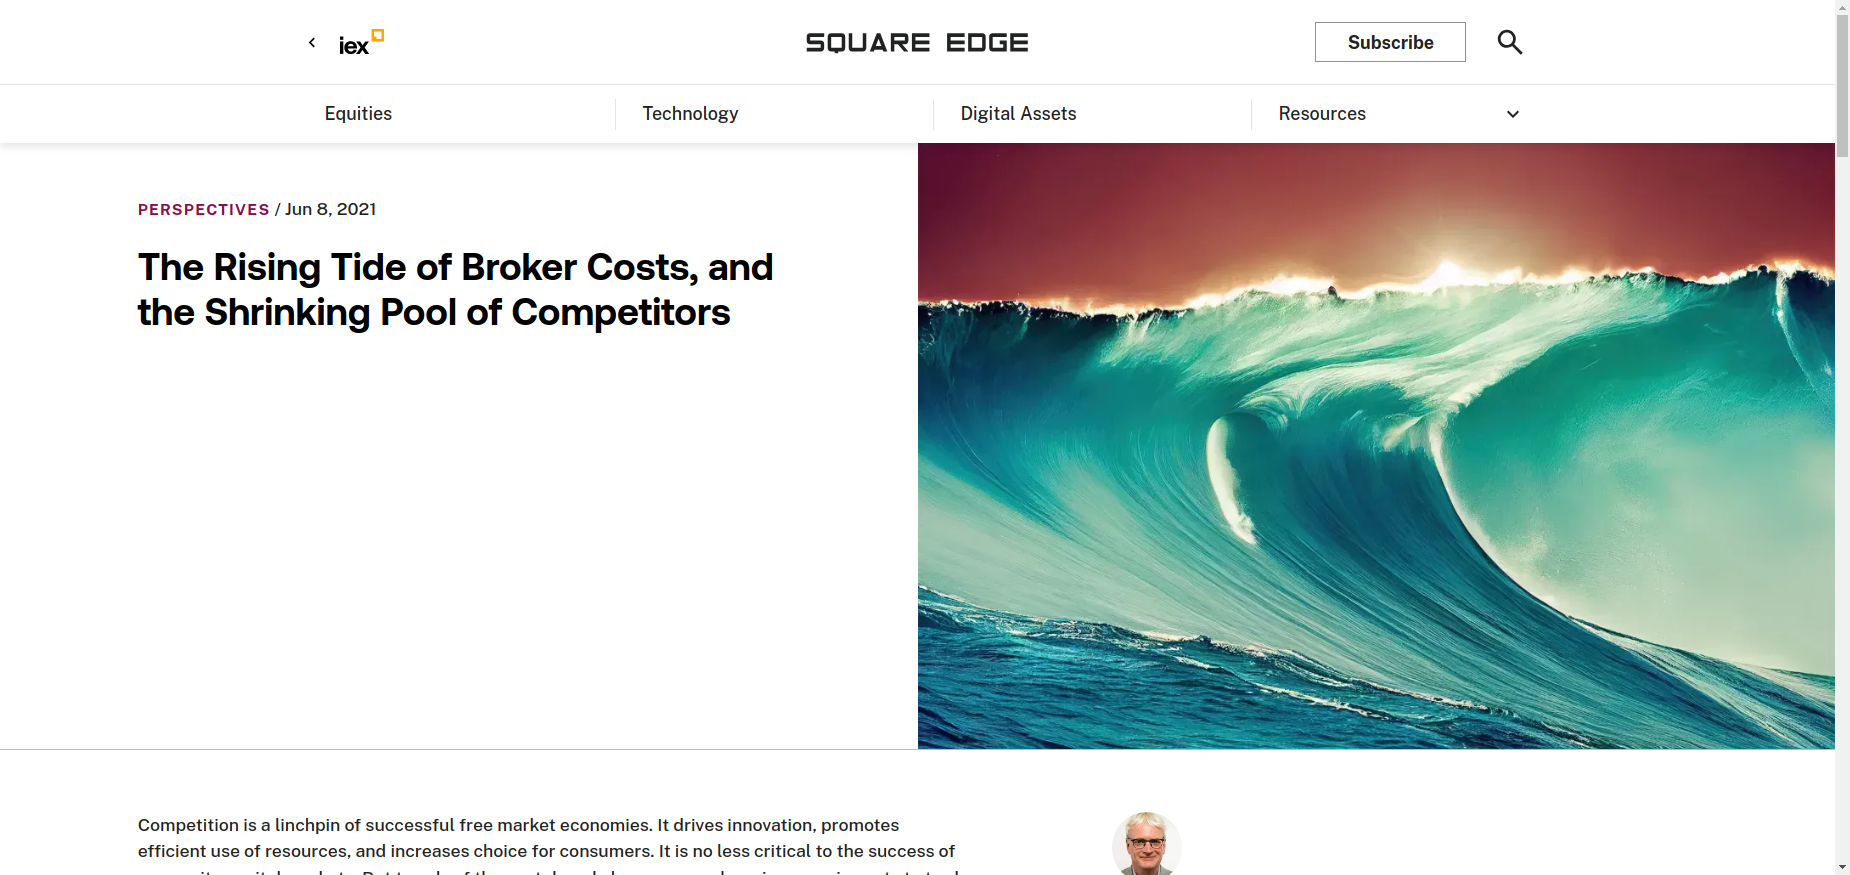 iex
SQUARE EDGE
Subscribe
Equities
Technology
Digital Assets
Resources
PERSPECTIVES / Jun 8, 2021
The Rising Tide of Broker Costs, and
the Shrinking Pool of Competitors
Competition is a linchpin of successful free market economies. It drives innovation, promotes
efficient use of resources, and increases choice for consumers. It is no less critical to the success of